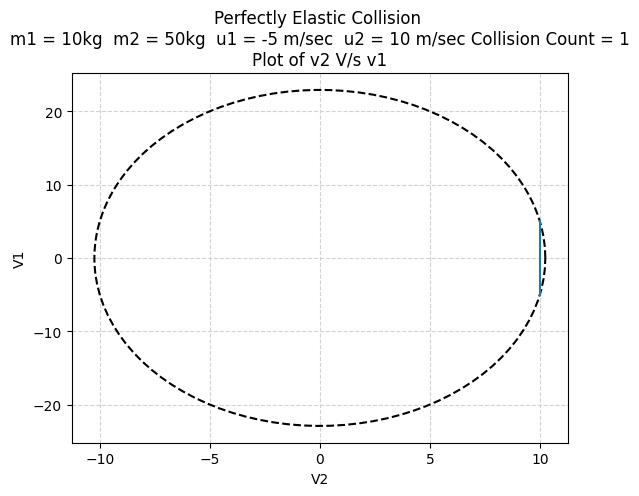 Perfectly Elastic Collision
m1 = 10kg  m2 = 50kg  u1 = -5 m/sec  u2 = 10 m/sec Collision Count = 1
Plot of v2 V/s v1
20
10
0
−10
−20
V1
−10
−5
0
5
10
V2